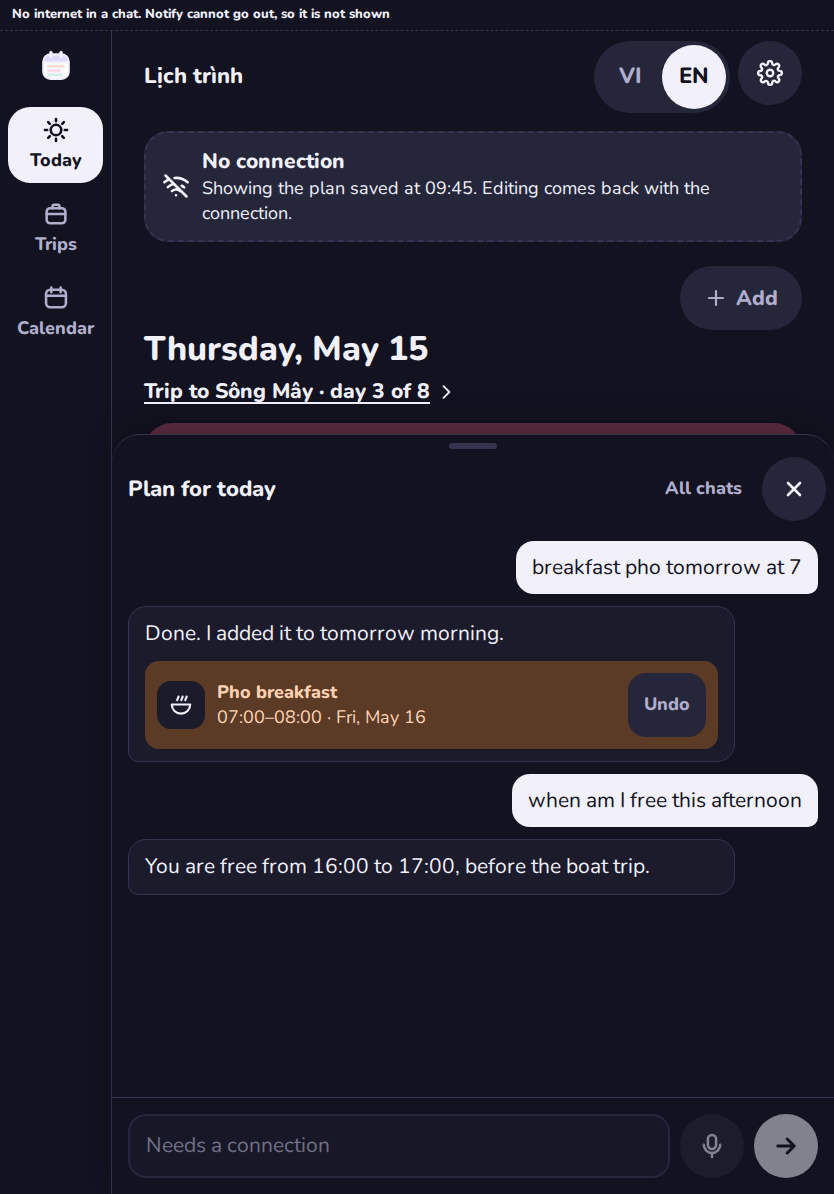 No internet in a chat. Notify cannot go out, so it is not shown
Lịch trình
VI
EN
Today
Trips
Calendar
No connection
Showing the plan saved at 09:45. Editing comes back with the
connection.
Add
Thursday, May 15
Trip to Sông Mây · day 3 of 8
Plan for today
All chats
breakfast pho tomorrow at 7
Done. I added it to tomorrow morning.
Pho breakfast
07:00–08:00 · Fri, May 16
Undo
when am I free this afternoon
You are free from 16:00 to 17:00, before the boat trip.
Needs a connection